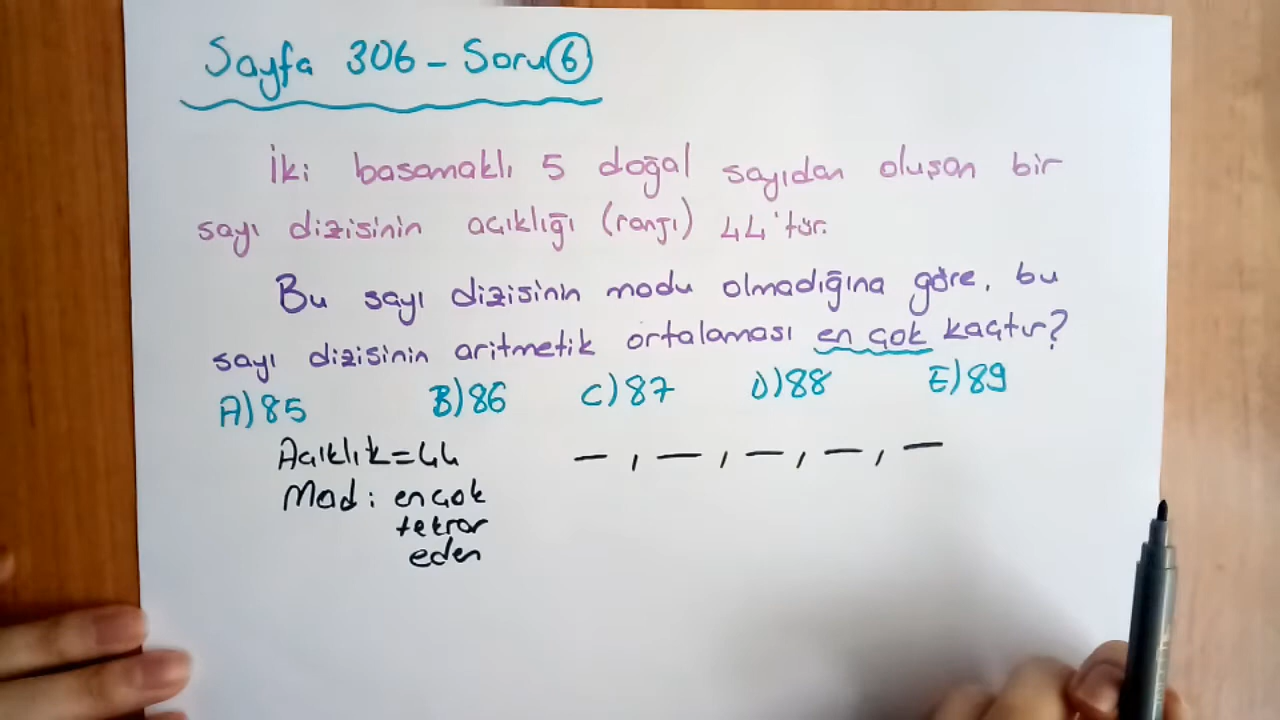 Sayfa 306 - Soru 6
İki basamaklı 5 doğal sayıdan oluşan bir
sayı dizisinin açıklığı (ranjı) 44'tür.
Bu sayı dizisinin modu olmadığına göre, bu
sayı dizisinin aritmetik ortalaması en çok kaçtır?
A)85 B)86 C)87 D)88 E)89
Açıklık=44 _ , _ , _ , _ , _
Mod: en çok
tekrar
eden